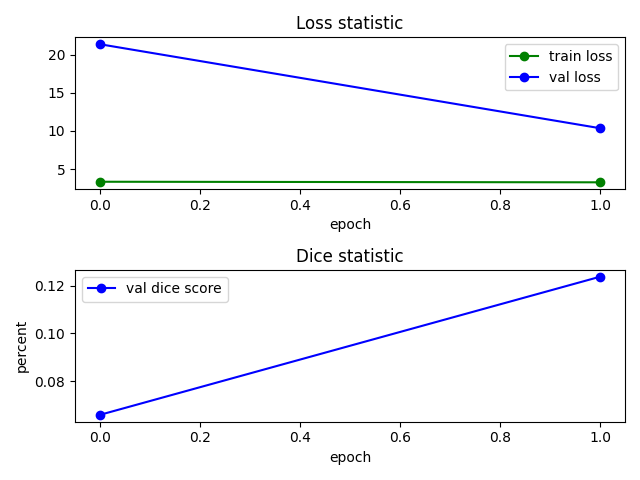 Loss statistic
20
15
10
5
train loss
val loss
0.0 0.2 0.4 0.6 0.8 1.0
epoch
Dice statistic
0.12
0.10
0.08
percent
val dice score
0.0 0.2 0.4 0.6 0.8 1.0
epoch